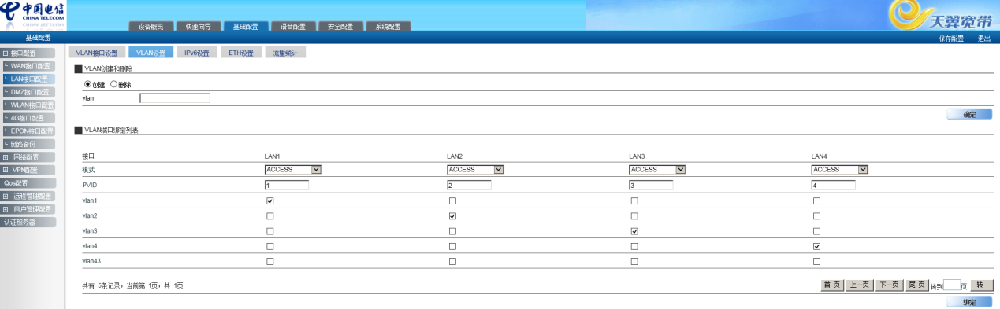 中国电信
CHINA TELECOM
天翼宽带
设备概览 快速向导 基础配置 语音配置 安全配置 系统配置
基础配置
保存配置 退出
接口配置
WAN接口配置
LAN接口配置
DMZ接口配置
WLAN接口配置
4G接口配置
EPON接口配置
链路备份
网络配置
VPN配置
Qos配置
远程管理配置
用户管理配置
认证服务器
VLAN接口设置 VLAN设置 IPv6设置 ETH设置 流量统计
VLAN创建和删除
创建 删除
vlan
确定
VLAN端口绑定列表
接口 LAN1 LAN2 LAN3 LAN4
模式 ACCESS ACCESS ACCESS ACCESS
PVID 1 2 3 4
vlan1
vlan2
vlan3
vlan4
vlan43
共有 5条记录，当前第 1页，共 1页
首 页 上一页 下一页 尾 页 转到 页 转
绑定